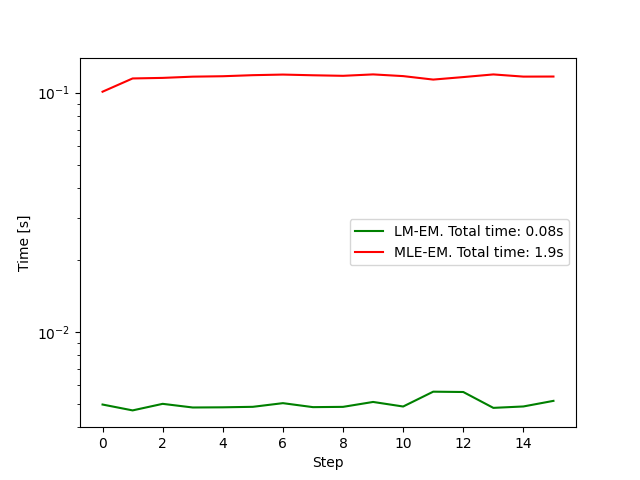 10⁻¹
10⁻²
Time [s]
LM-EM. Total time: 0.08s
MLE-EM. Total time: 1.9s
0 2 4 6 8 10 12 14
Step